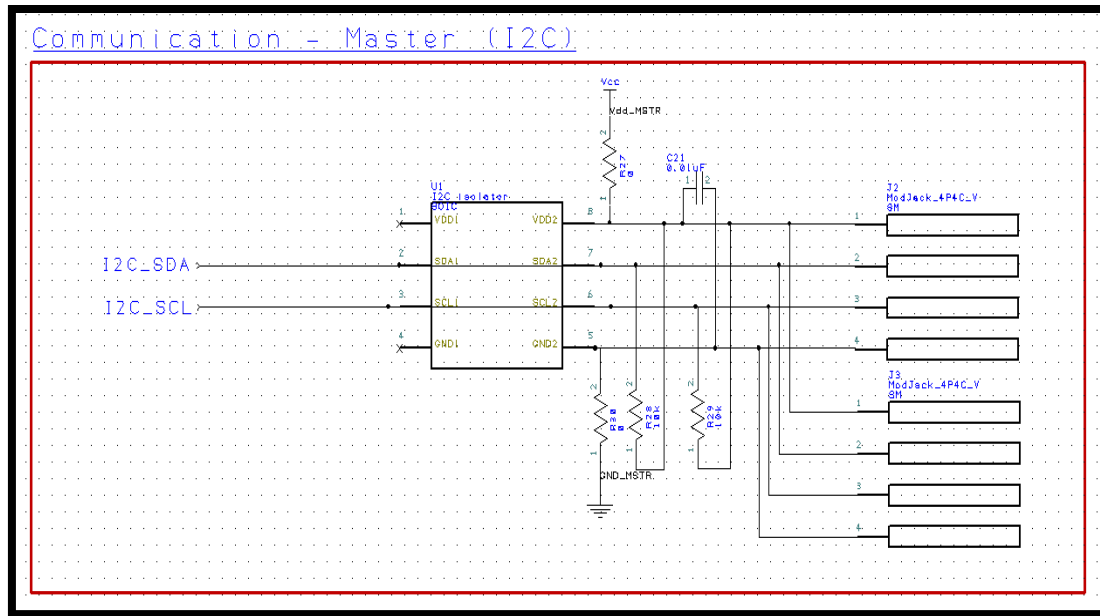 Communication - Master (I2C)
Vcc
Vdd_MSTR
2
R27
0
1
C21
0.01uF
1 2
U1
I2C Isolator
SOIC
1 VDD1 VDD2 8
2 SDA1 SDA2 7
3 SCL1 SCL2 6
4 GND1 GND2 5
I2C_SDA
I2C_SCL
J2
ModJack_4P4C_V
SM
1
2
3
4
J3
ModJack_4P4C_V
SM
1
2
3
4
2
R30
0
1
2
R28
10k
1
2
R29
10k
1
GND_MSTR